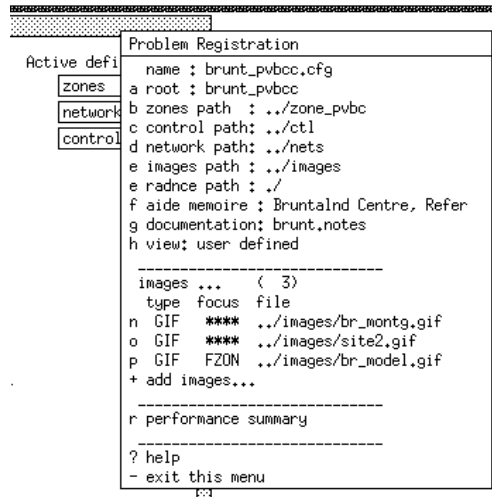 Problem Registration
Active defi
zones
network
control
name : brunt_pvbcc.cfg
a root : brunt_pvbcc
b zones path  : ../zone_pvbc
c control path: ../ctl
d network path: ../nets
e images path : ../images
e radnce path : ./
f aide memoire : Bruntalnd Centre, Refer
g documentation: brunt.notes
h view: user defined
images ...    (  3)
type  focus  file
n  GIF   ****  ../images/br_montg.gif
o  GIF   ****  ../images/site2.gif
p  GIF   FZON  ../images/br_model.gif
+ add images...
r performance summary
? help
- exit this menu